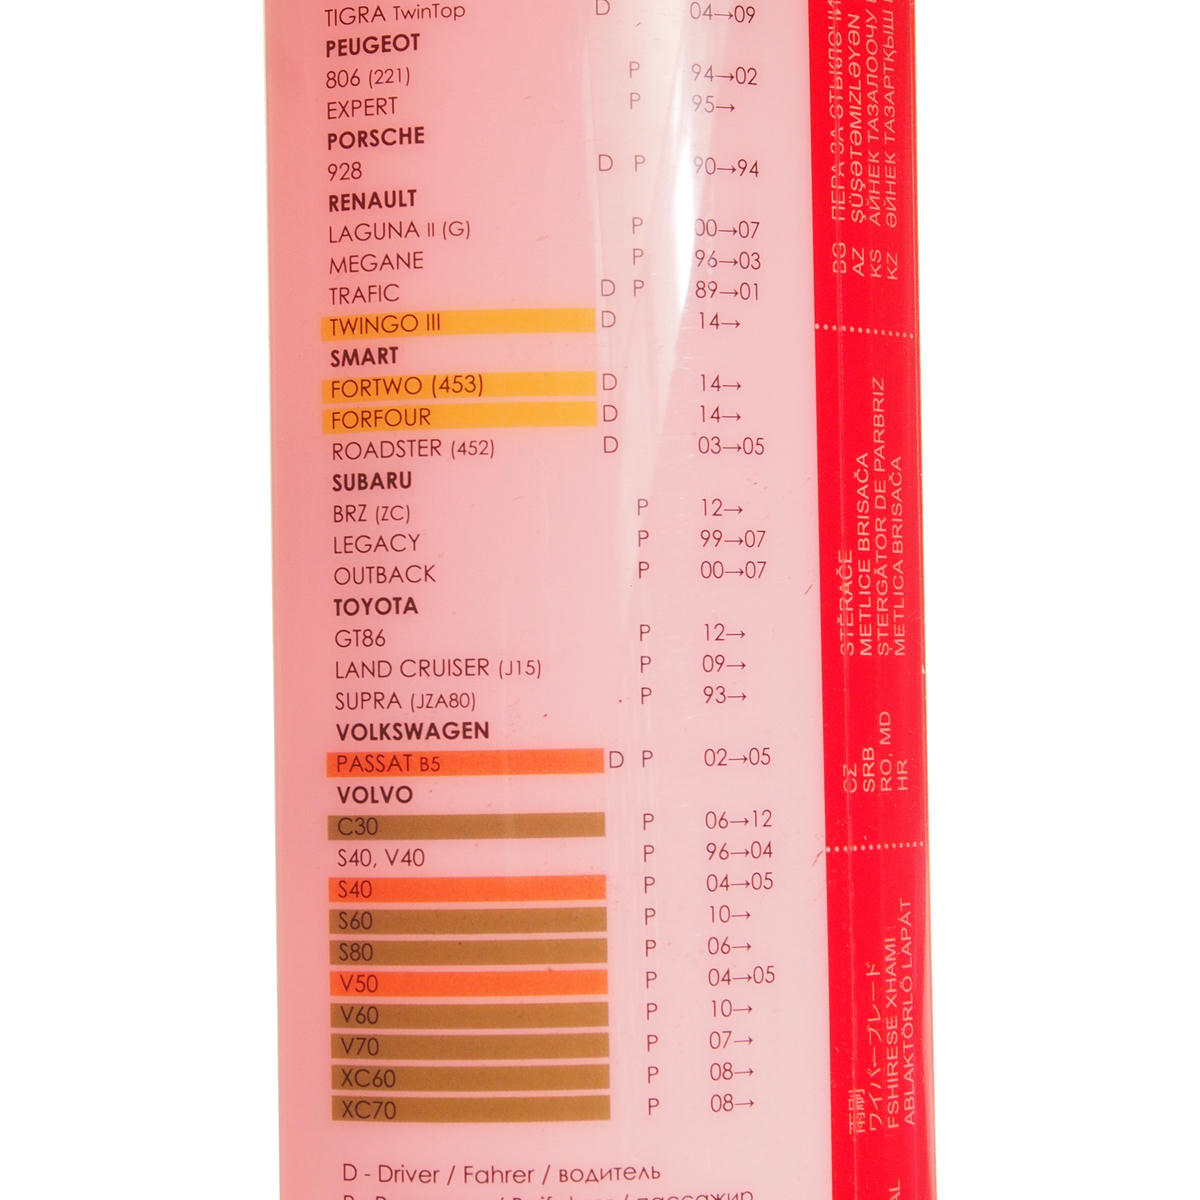 TIGRA TwinTop D 04→09
PEUGEOT
806 (221) P 94→02
EXPERT P 95→
PORSCHE
928 D P 90→94
RENAULT
LAGUNA II (G) P 00→07
MEGANE P 96→03
TRAFIC D P 89→01
TWINGO III D 14→
SMART
FORTWO (453) D 14→
FORFOUR D 14→
ROADSTER (452) D 03→05
SUBARU
BRZ (ZC) P 12→
LEGACY P 99→07
OUTBACK P 00→07
TOYOTA
GT86 P 12→
LAND CRUISER (J15) P 09→
SUPRA (JZA80) P 93→
VOLKSWAGEN
PASSAT B5 D P 02→05
VOLVO
C30 P 06→12
S40, V40 P 96→04
S40 P 04→05
S60 P 10→
S80 P 06→
V50 P 04→05
V60 P 10→
V70 P 07→
XC60 P 08→
XC70 P 08→
D - Driver / Fahrer / водитель
BG ПЕРА ЗА СТЬКЛОЧИ
AZ ŞÜŞƏTƏMİZLƏYƏN
KS АЙНЕК ТАЗАЛООЧУ
KZ ӘЙНЕК ТАЗАРТҚЫШ
CZ STĚRAČE
SRB METLICE BRISAČA
RO, MD ȘTERGĂTOR DE PARBRIZ
HR METLICA BRISAČA
雨刷
ワイパーブレード
FSHIRESE XHAMI
ABLAKTÖRLŐ LAPÁT